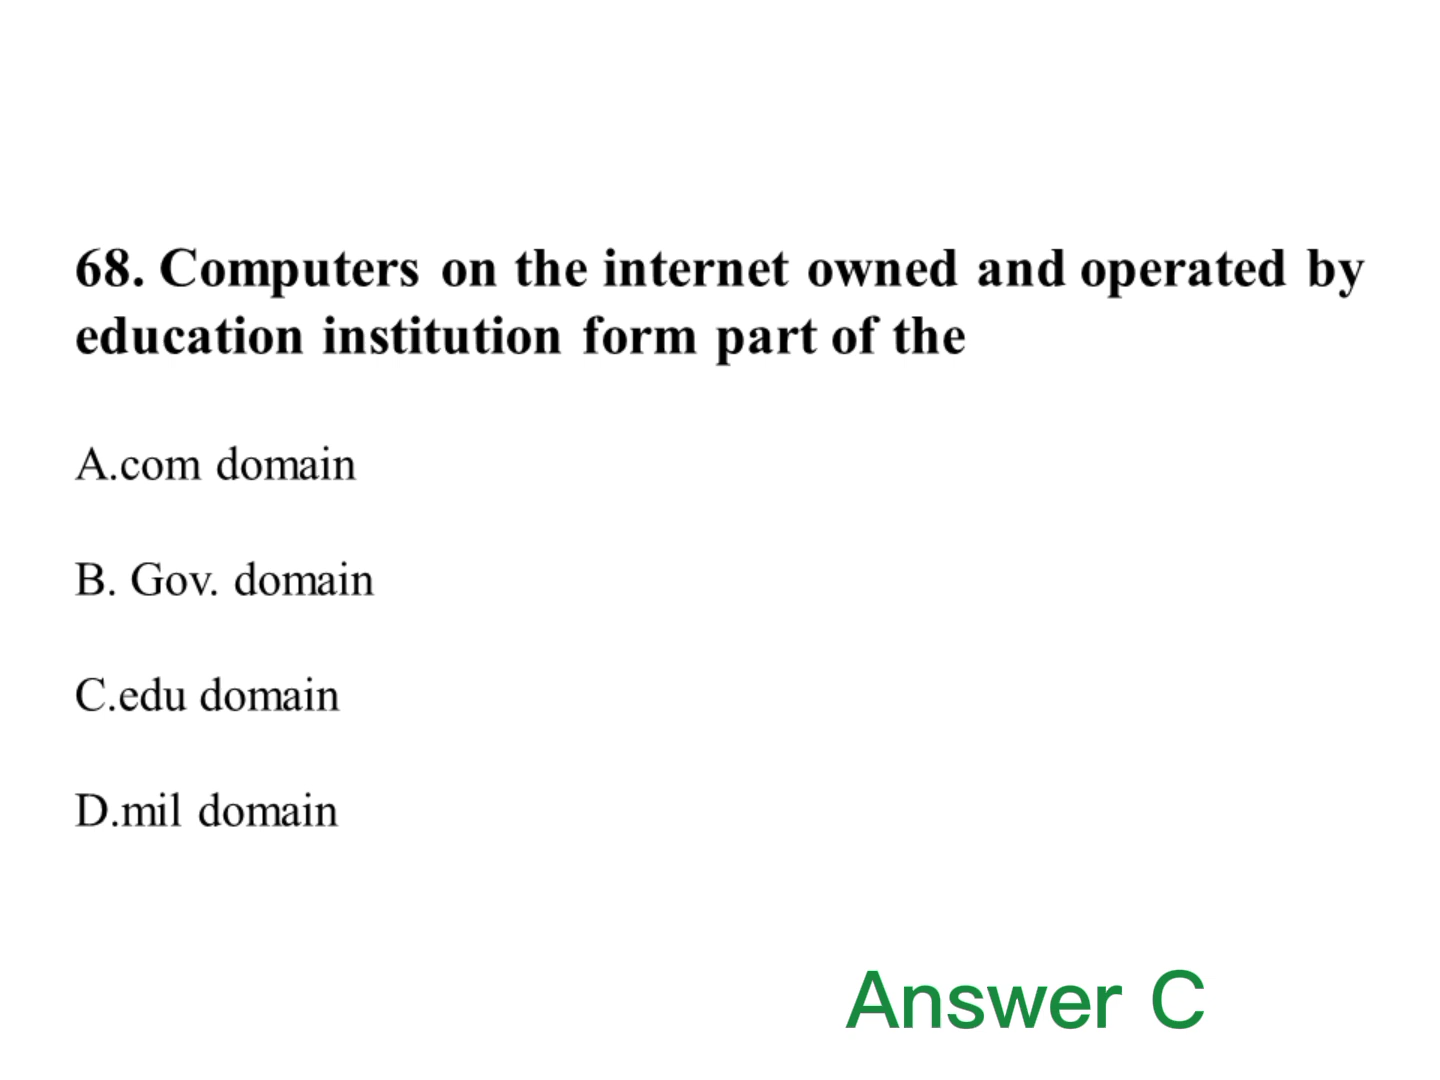 68. Computers on the internet owned and operated by
education institution form part of the
A.com domain
B. Gov. domain
C.edu domain
D.mil domain
Answer C